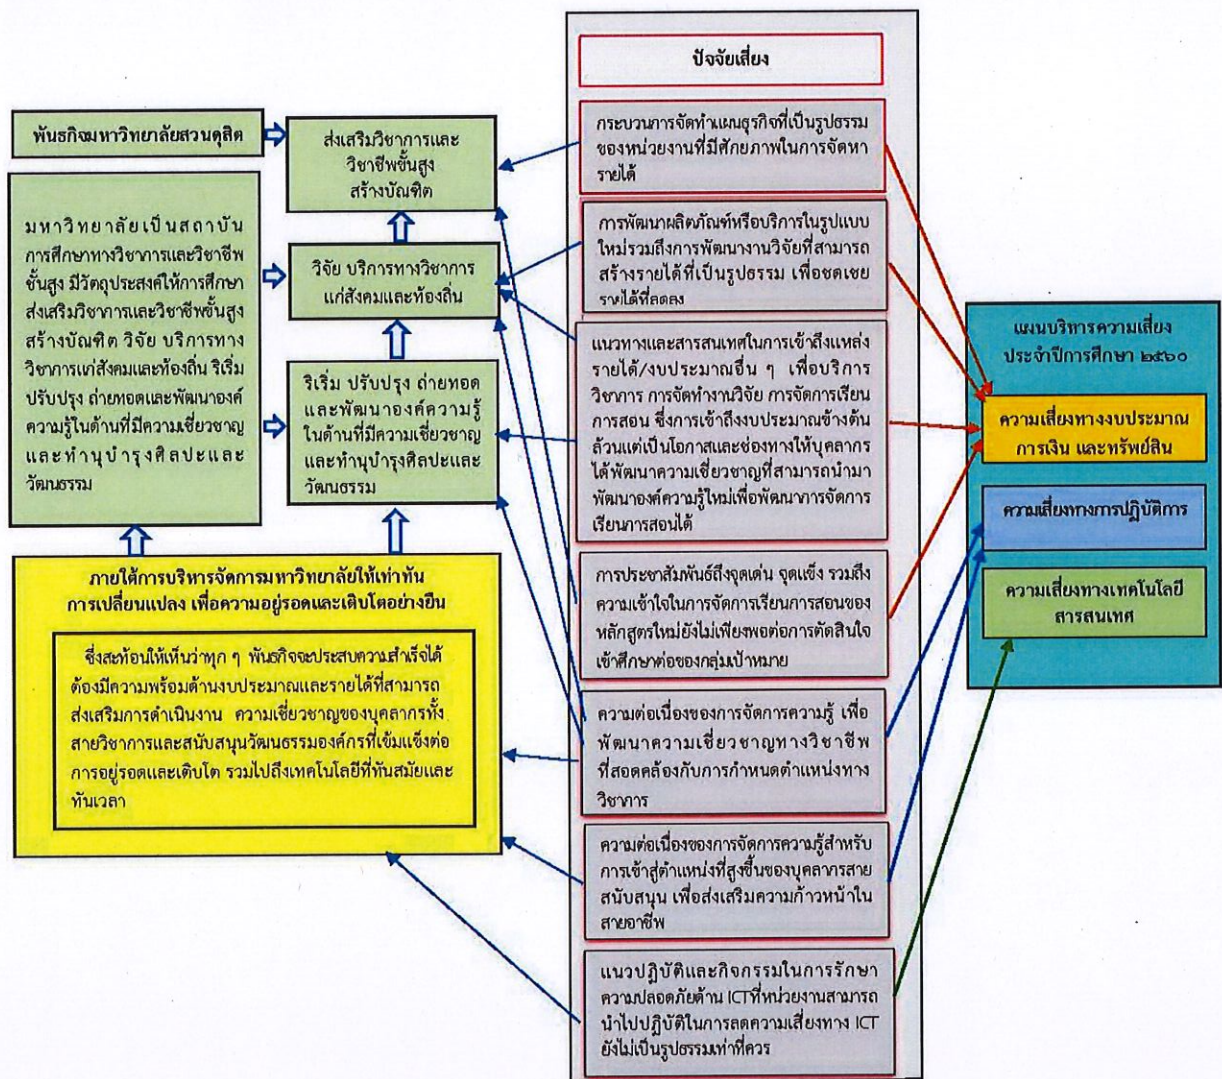 ปัจจัยเสี่ยง
พันธกิจมหาวิทยาลัยสวนดุสิต
ส่งเสริมวิชาการและ
วิชาชีพชั้นสูง
สร้างบัณฑิต
มหาวิทยาลัยเป็นสถาบัน
การศึกษาทางวิชาการและวิชาชีพ
ชั้นสูง มีวัตถุประสงค์ให้การศึกษา
ส่งเสริมวิชาการและวิชาชีพชั้นสูง
สร้างบัณฑิต วิจัย บริการทาง
วิชาการแก่สังคมและท้องถิ่น ริเริ่ม
ปรับปรุง ถ่ายทอดและพัฒนาองค์
ความรู้ในด้านที่มีความเชี่ยวชาญ
และทำนุบำรุงศิลปะและ
วัฒนธรรม
วิจัย บริการทางวิชาการ
แก่สังคมและท้องถิ่น
ริเริ่ม ปรับปรุง ถ่ายทอด
และพัฒนาองค์ความรู้
ในด้านที่มีความเชี่ยวชาญ
และทำนุบำรุงศิลปะและ
วัฒนธรรม
ภายใต้การบริหารจัดการมหาวิทยาลัยให้เท่าทัน
การเปลี่ยนแปลง เพื่อความอยู่รอดและเติบโตอย่างยืน
ซึ่งสะท้อนให้เห็นว่าทุก ๆ พันธกิจจะประสบความสำเร็จได้
ต้องมีความพร้อมด้านงบประมาณและรายได้ที่สามารถ
ส่งเสริมการดำเนินงาน ความเชี่ยวชาญของบุคลากรทั้ง
สายวิชาการและสนับสนุนวัฒนธรรมองค์กรที่เข้มแข็งต่อ
การอยู่รอดและเติบโต รวมไปถึงเทคโนโลยีที่ทันสมัยและ
ทันเวลา
กระบวนการจัดทำแผนธุรกิจที่เป็นรูปธรรม
ของหน่วยงานที่มีศักยภาพในการจัดหา
รายได้
การพัฒนาผลิตภัณฑ์หรือบริการในรูปแบบ
ใหม่รวมถึงการพัฒนางานวิจัยที่สามารถ
สร้างรายได้ที่เป็นรูปธรรม เพื่อชดเชย
รายได้ที่ลดลง
แนวทางและสารสนเทศในการเข้าถึงแหล่ง
รายได้/งบประมาณอื่น ๆ เพื่อบริการ
วิชาการ การจัดทำงานวิจัย การจัดการเรียน
การสอน ซึ่งการเข้าถึงงบประมาณข้างต้น
ล้วนแต่เป็นโอกาสและช่องทางให้บุคลากร
ได้พัฒนาความเชี่ยวชาญที่สามารถนำมา
พัฒนาองค์ความรู้ใหม่เพื่อพัฒนาการจัดการ
เรียนการสอนได้
การประชาสัมพันธ์ถึงจุดเด่น จุดแข็ง รวมถึง
ความเข้าใจในการจัดการเรียนการสอนของ
หลักสูตรใหม่ยังไม่เพียงพอต่อการตัดสินใจ
เข้าศึกษาต่อของกลุ่มเป้าหมาย
ความต่อเนื่องของการจัดการความรู้ เพื่อ
พัฒนาความเชี่ยวชาญทางวิชาชีพ
ที่สอดคล้องกับการกำหนดตำแหน่งทาง
วิชาการ
ความต่อเนื่องของการจัดการความรู้สำหรับ
การเข้าสู่ตำแหน่งที่สูงขึ้นของบุคลากรสาย
สนับสนุน เพื่อส่งเสริมความก้าวหน้าใน
สายอาชีพ
แนวปฏิบัติและกิจกรรมในการรักษา
ความปลอดภัยด้าน ICTที่หน่วยงานสามารถ
นำไปปฏิบัติในการลดความเสี่ยงทาง ICT
ยังไม่เป็นรูปธรรมเท่าที่ควร
แผนบริหารความเสี่ยง
ประจำปีการศึกษา ๒๕๖๐
ความเสี่ยงทางงบประมาณ
การเงิน และทรัพย์สิน
ความเสี่ยงทางการปฏิบัติการ
ความเสี่ยงทางเทคโนโลยี
สารสนเทศ